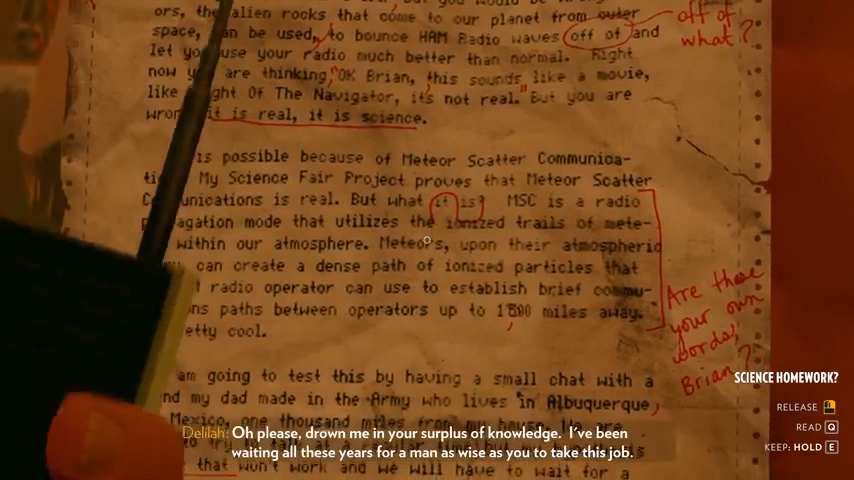 ors, the alien rocks that come to our planet from outer
space, can be used, to bounce HAM Radio waves off of and
let you use your radio much better than normal. Right
now you are thinking, "OK Brian, this sounds like a movie,
like Flight Of The Navigator, it's not real." But you are
wrong it is real, it is science.
off of
what?
is possible because of Meteor Scatter Communica-
My Science Fair Project proves that Meteor Scatter
Communications is real. But what it is? MSC is a radio
propagation mode that utilizes the ionized trails of mete-
within our atmosphere. Meteors, upon their atmospheric
can create a dense path of ionized particles that
radio operator can use to establish brief commu-
ns paths between operators up to 1500 miles away.
etty cool.
Are these
your own
words,
Brian?
am going to test this by having a small chat with a
nd my dad made in the Army who lives in Albuquerque,
Mexico, one thousand miles from my house.
that won't work and we will have to wait for a
SCIENCE HOMEWORK?
RELEASE
READ Q
KEEP: HOLD E
Delilah: Oh please, drown me in your surplus of knowledge. I've been
waiting all these years for a man as wise as you to take this job.